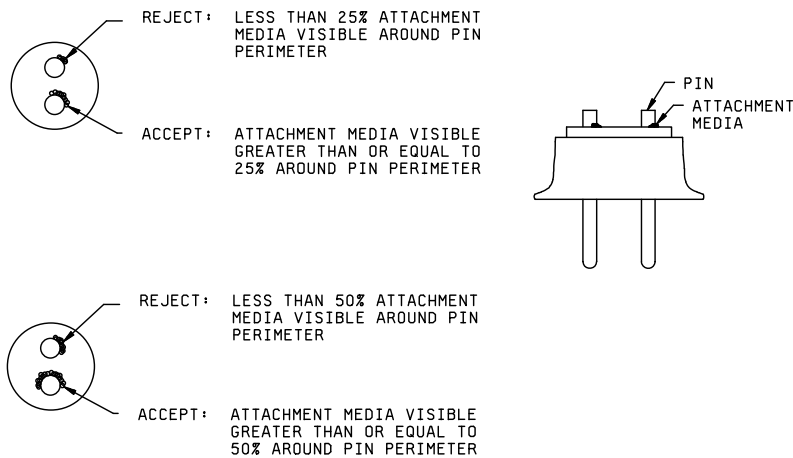 REJECT: LESS THAN 25% ATTACHMENT
MEDIA VISIBLE AROUND PIN
PERIMETER
ACCEPT: ATTACHMENT MEDIA VISIBLE
GREATER THAN OR EQUAL TO
25% AROUND PIN PERIMETER
PIN
ATTACHMENT
MEDIA
REJECT: LESS THAN 50% ATTACHMENT
MEDIA VISIBLE AROUND PIN
PERIMETER
ACCEPT: ATTACHMENT MEDIA VISIBLE
GREATER THAN OR EQUAL TO
50% AROUND PIN PERIMETER